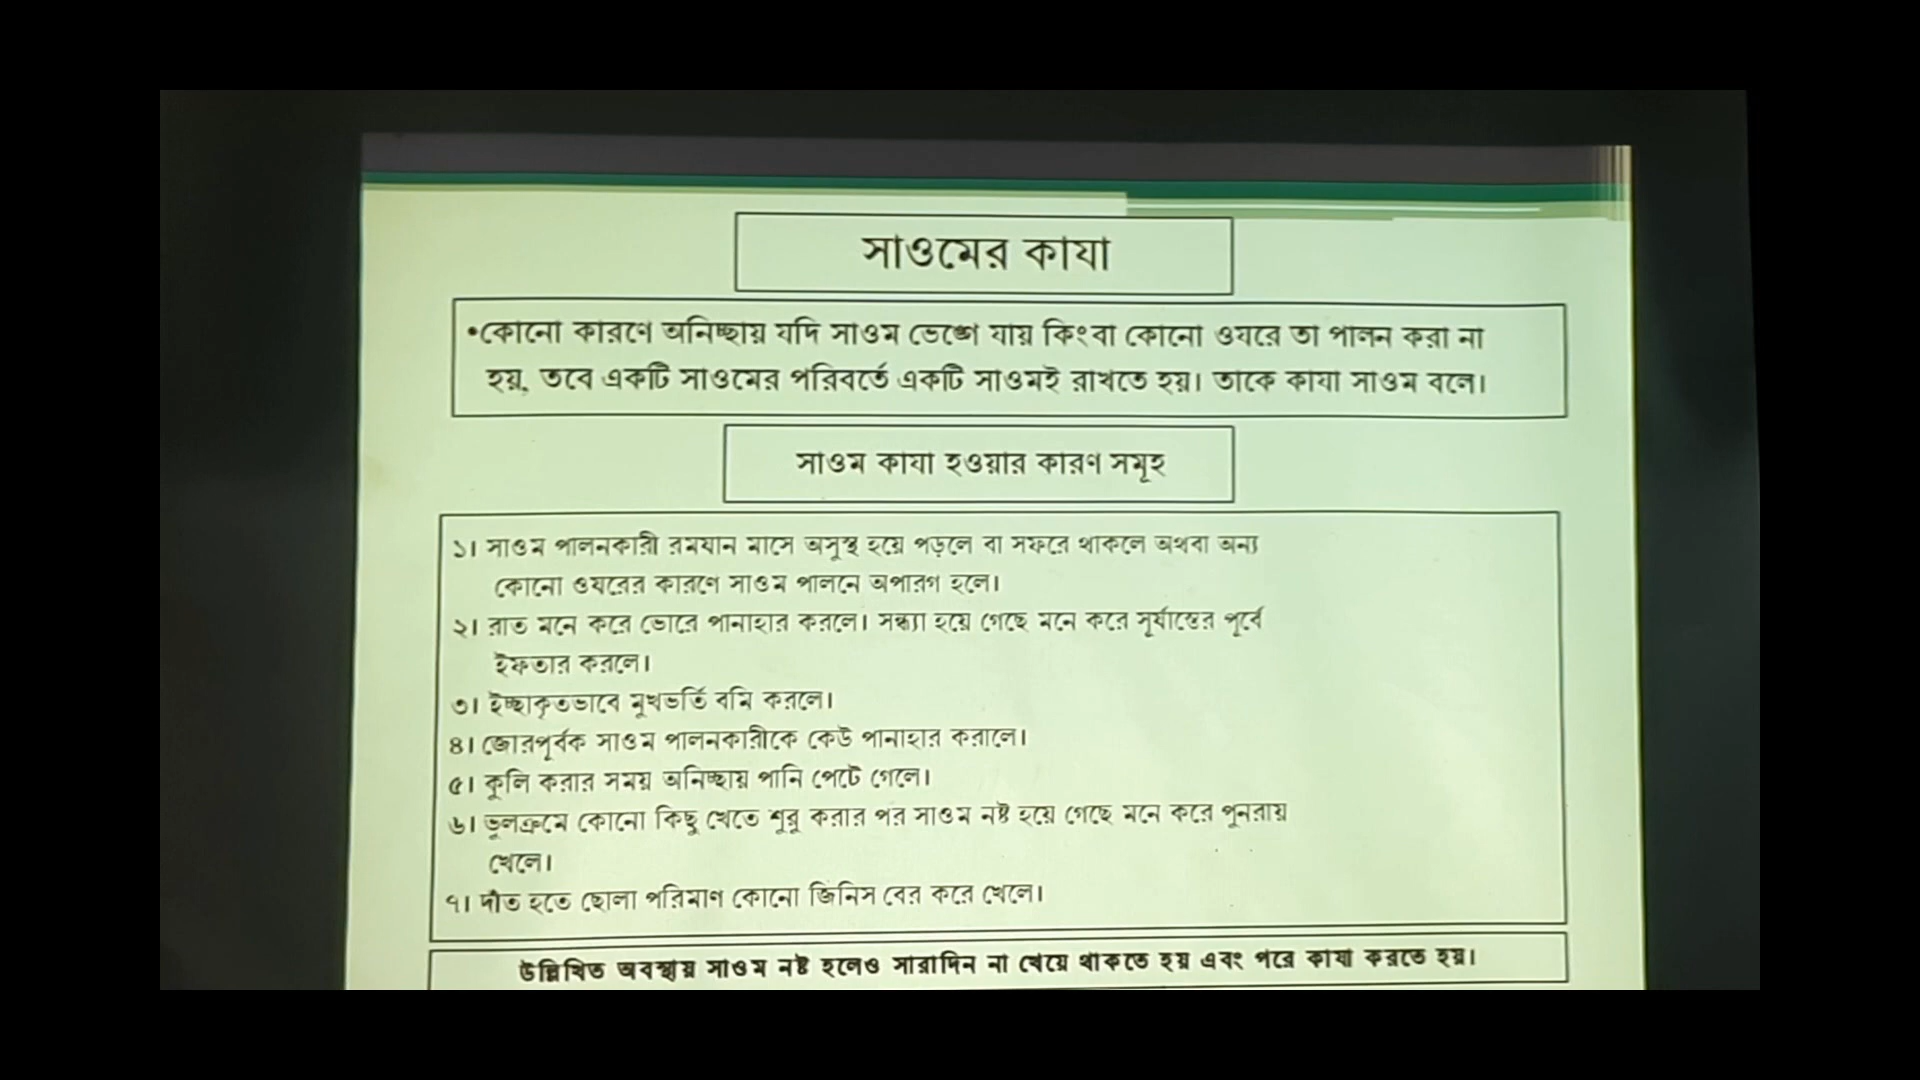 সাওমের কাযা
•কোনো কারণে অনিচ্ছায় যদি সাওম ভেঙ্গে যায় কিংবা কোনো ওযরে তা পালন করা না
হয়, তবে একটি সাওমের পরিবর্তে একটি সাওমই রাখতে হয়। তাকে কাযা সাওম বলে।
সাওম কাযা হওয়ার কারণ সমূহ
১। সাওম পালনকারী রমযান মাসে অসুস্থ হয়ে পড়লে বা সফরে থাকলে অথবা অন্য
কোনো ওযরের কারণে সাওম পালনে অপারগ হলে।
২। রাত মনে করে ভোরে পানাহার করলে। সন্ধ্যা হয়ে গেছে মনে করে সূর্যাস্তের পূর্বে
ইফতার করলে।
৩। ইচ্ছাকৃতভাবে মুখভর্তি বমি করলে।
৪। জোরপূর্বক সাওম পালনকারীকে কেউ পানাহার করালে।
৫। কুলি করার সময় অনিচ্ছায় পানি পেটে গেলে।
৬। ভুলক্রমে কোনো কিছু খেতে শুরু করার পর সাওম নষ্ট হয়ে গেছে মনে করে পুনরায়
খেলে।
৭। দাঁত হতে ছোলা পরিমাণ কোনো জিনিস বের করে খেলে।
উল্লিখিত অবস্থায় সাওম নষ্ট হলেও সারাদিন না খেয়ে থাকতে হয় এবং পরে কাযা করতে হয়।